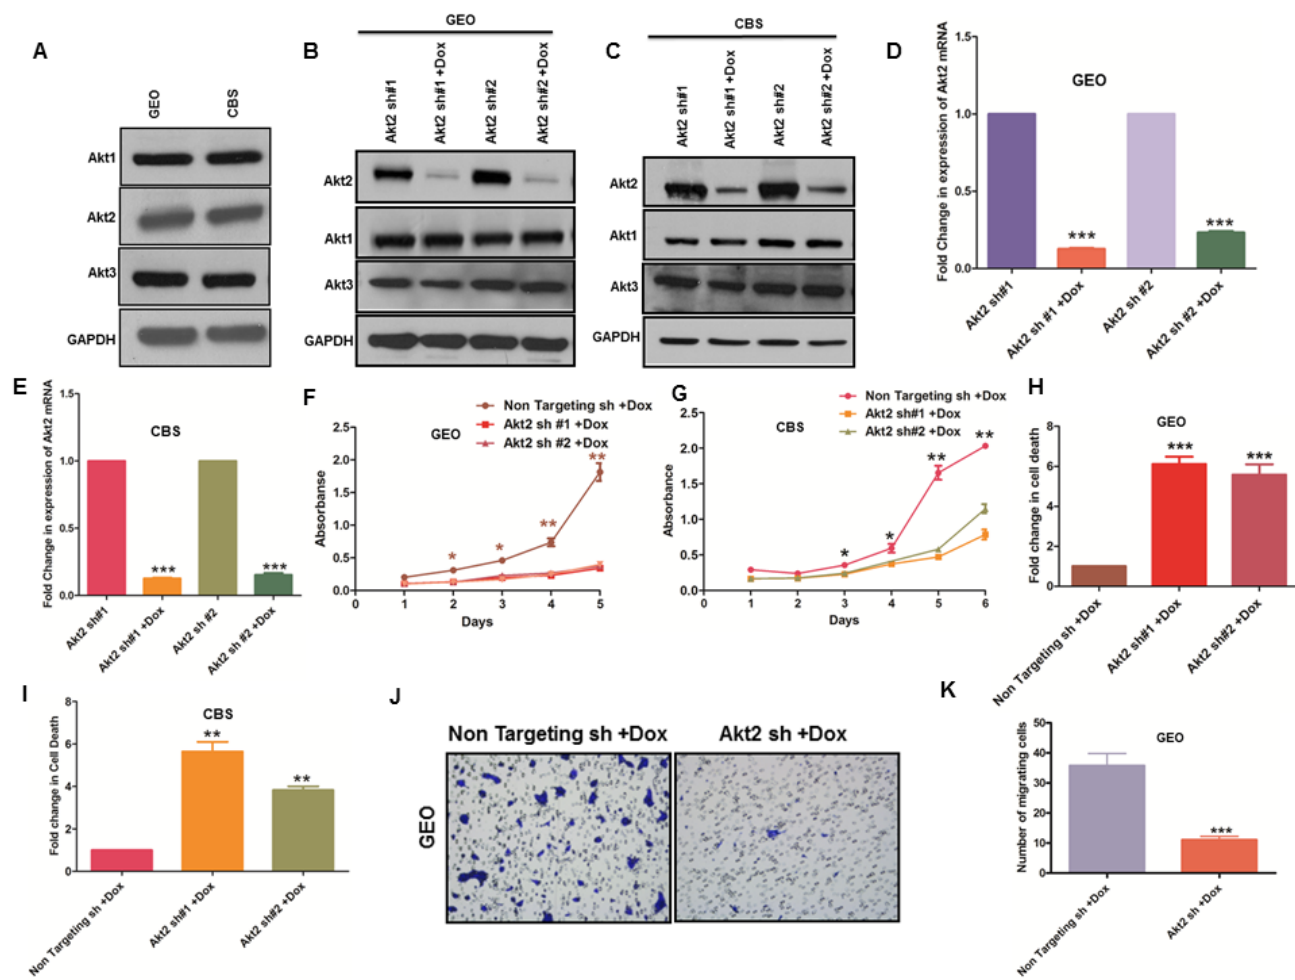 A
GEO
CBS
Akt1
Akt2
Akt3
GAPDH
B
GEO
Akt2 sh#1
Akt2 sh#1 +Dox
Akt2 sh#2
Akt2 sh#2 +Dox
Akt2
Akt1
Akt3
GAPDH
C
CBS
Akt2 sh#1
Akt2 sh#1 +Dox
Akt2 sh#2
Akt2 sh#2 +Dox
Akt2
Akt1
Akt3
GAPDH
D
GEO
Fold Change in expression of Akt2 mRNA
1.5
1.0
0.5
0.0
***
***
Akt2 sh#1
Akt2 sh #1 +Dox
Akt2 sh #2
Akt2 sh #2 +Dox
E
CBS
Fold Change in expression of Akt2 mRNA
1.5
1.0
0.5
0.0
***
***
Akt2 sh#1
Akt2 sh#1 +Dox
Akt2 sh #2
Akt2 sh #2 +Dox
F
GEO
Non Targeting sh +Dox
Akt2 sh #1 +Dox
Akt2 sh #2 +Dox
Absorbanse
2.5
2.0
1.5
1.0
0.5
0.0
*
*
**
**
0 1 2 3 4 5
Days
G
CBS
Non Targeting sh +Dox
Akt2 sh#1 +Dox
Akt2 sh#2 +Dox
Absorbance
2.5
2.0
1.5
1.0
0.5
0.0
*
*
**
**
0 1 2 3 4 5 6
Days
H
GEO
Fold change in cell death
8
6
4
2
0
***
***
Non Targeting sh +Dox
Akt2 sh#1 +Dox
Akt2 sh#2 +Dox
I
CBS
Fold change in Cell Death
8
6
4
2
0
**
**
Non Targeting sh +Dox
Akt2 sh#1 +Dox
Akt2 sh#2 +Dox
J
Non Targeting sh +Dox
Akt2 sh +Dox
GEO
K
GEO
Number of migrating cells
50
40
30
20
10
0
***
Non Targeting sh +Dox
Akt2 sh +Dox